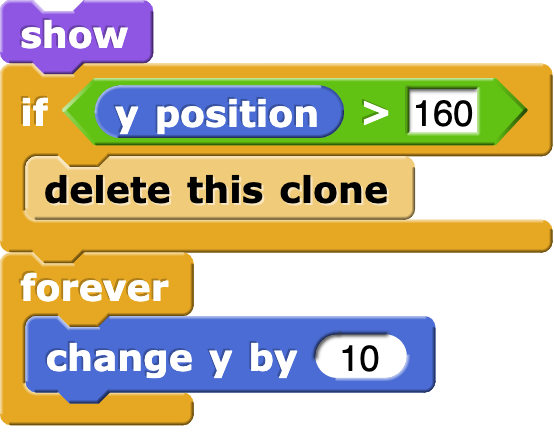 show
if y position > 160
delete this clone
forever
change y by 10